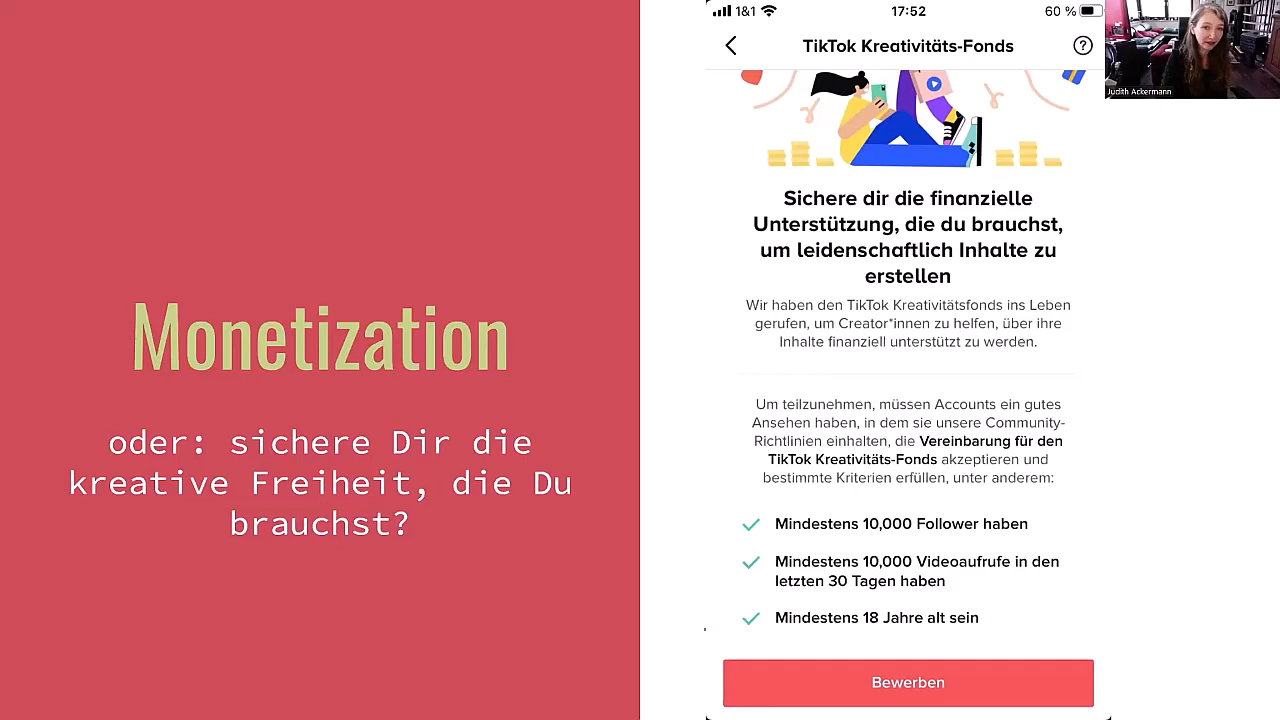 Monetization
oder: sichere Dir die
kreative Freiheit, die Du
brauchst?
1&1
17:52
60 %
TikTok Kreativitäts-Fonds
?
Sichere dir die finanzielle
Unterstützung, die du brauchst,
um leidenschaftlich Inhalte zu
erstellen
Wir haben den TikTok Kreativitätsfonds ins Leben
gerufen, um Creator*innen zu helfen, über ihre
Inhalte finanziell unterstützt zu werden.
Um teilzunehmen, müssen Accounts ein gutes
Ansehen haben, in dem sie unsere Community-
Richtlinien einhalten, die Vereinbarung für den
TikTok Kreativitäts-Fonds akzeptieren und
bestimmte Kriterien erfüllen, unter anderem:
Mindestens 10,000 Follower haben
Mindestens 10,000 Videoaufrufe in den
letzten 30 Tagen haben
Mindestens 18 Jahre alt sein
Bewerben
Judith Ackermann